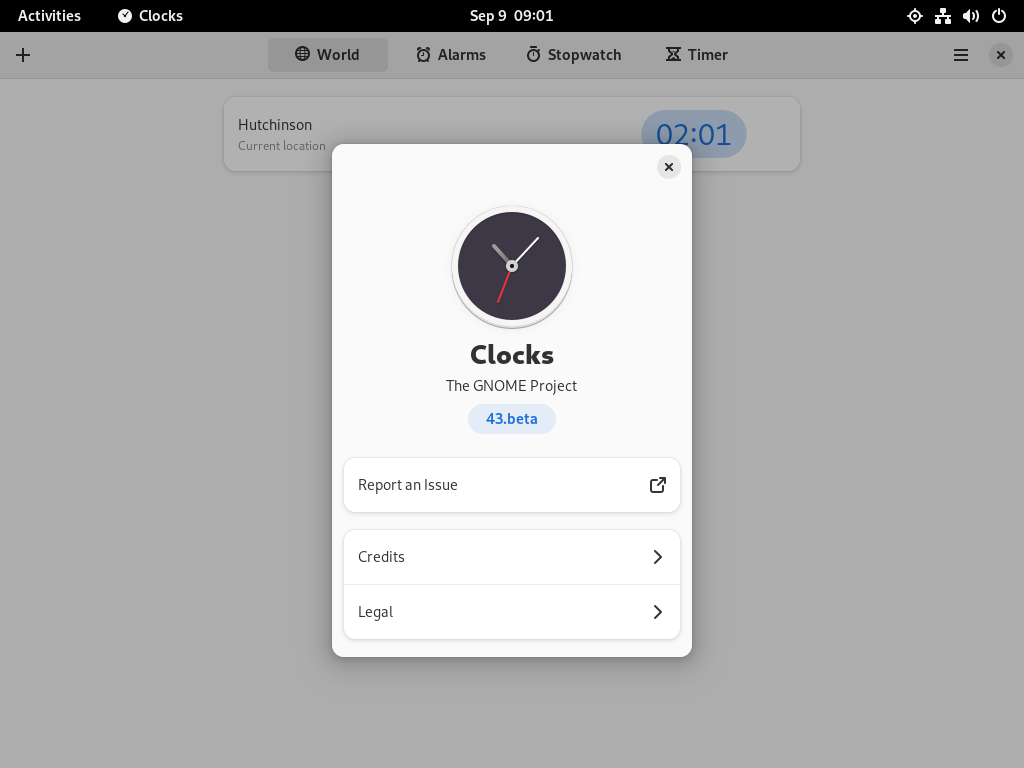 Activities Clocks Sep 9 09:01
World Alarms Stopwatch Timer
Hutchinson
Current location
02:01
Clocks
The GNOME Project
43.beta
Report an Issue
Credits
Legal